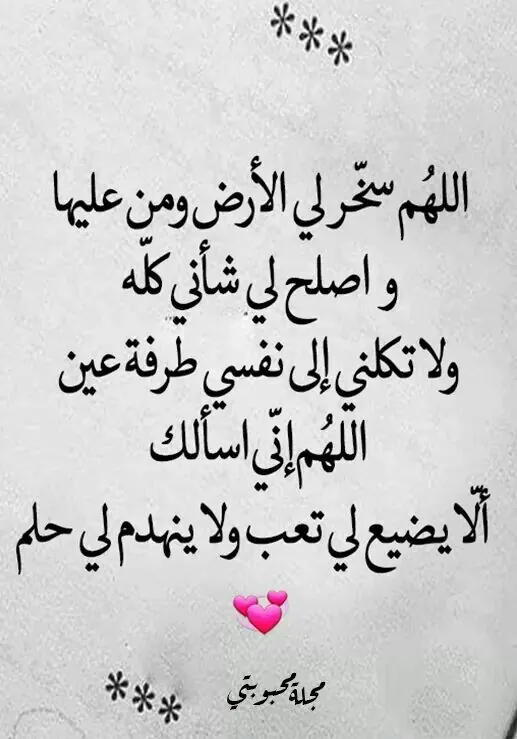 ***
اللهُم سخّر لي الأرض ومن عليها
و اصلح لي شأني كلّه
ولا تكلني إلى نفسي طرفة عين
اللهُم إنّي اسألك
ألّا يضيع لي تعب ولا ينهدم لي حلم
💞
***
مجلة محبوبتي